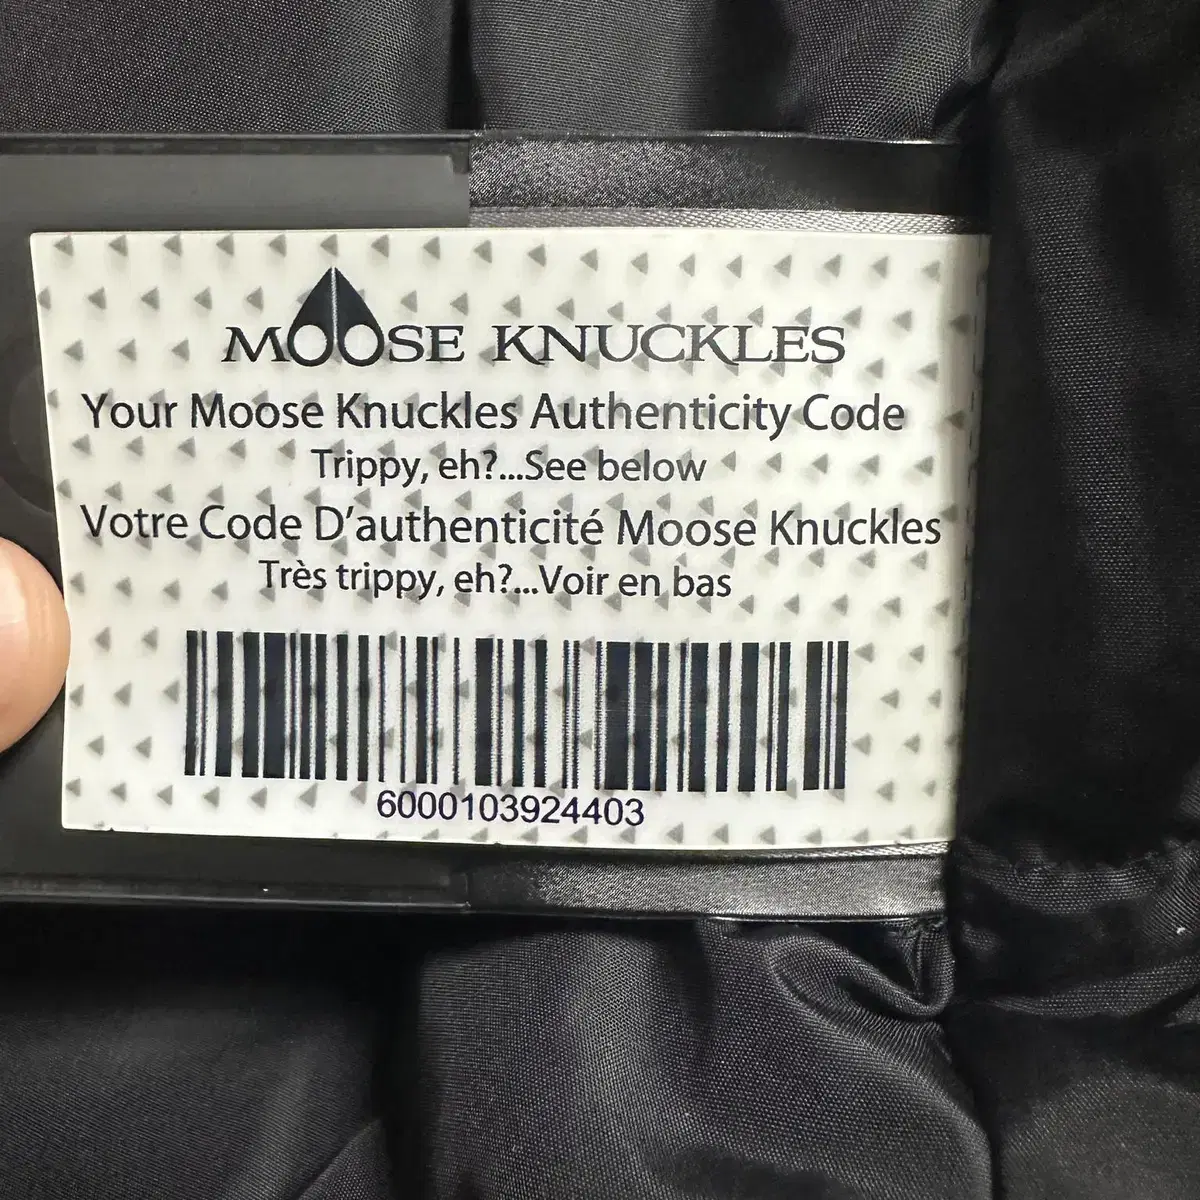 MOOSE KNUCKLES
Your Moose Knuckles Authenticity Code
Trippy, eh?...See below
Votre Code D'authenticité Moose Knuckles
Très trippy, eh?...Voir en bas
6000103924403